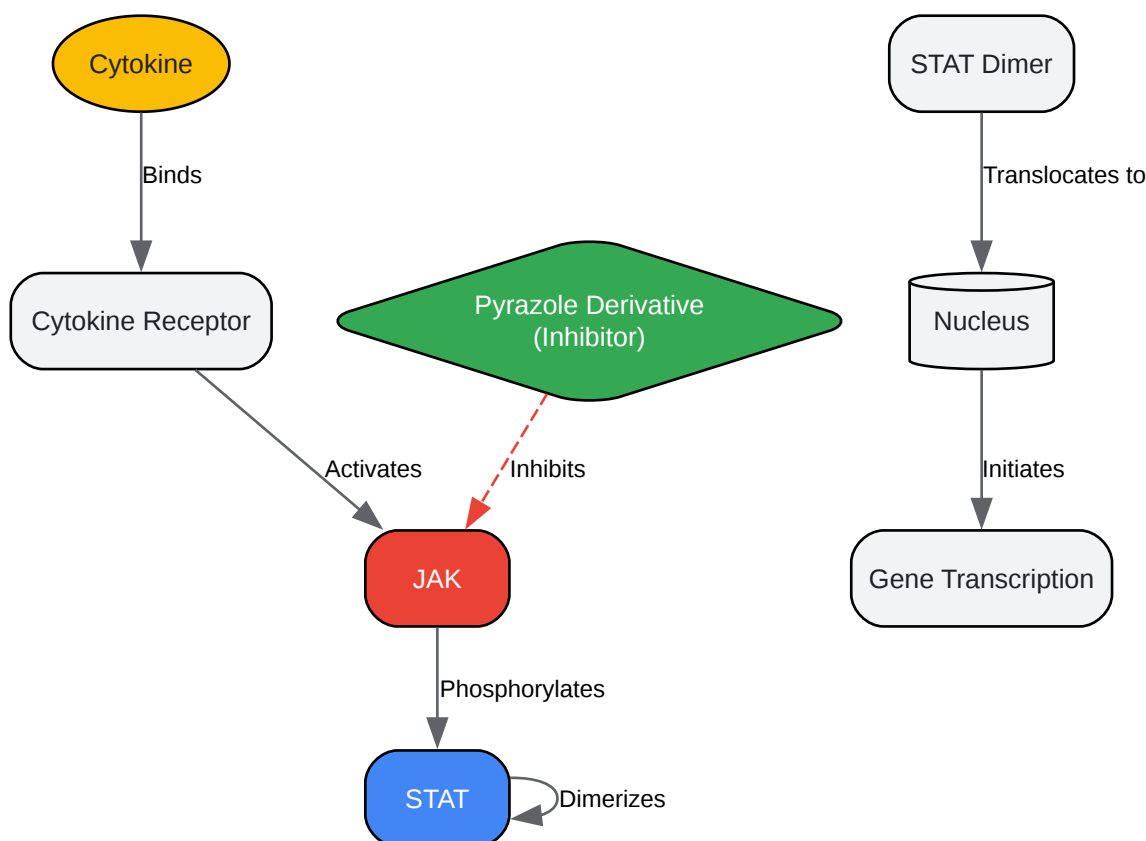 Cytokine
STAT Dimer
Binds
Translocates to
Cytokine Receptor
Pyrazole Derivative
(Inhibitor)
Nucleus
Activates
Inhibits
Initiates
JAK
Gene Transcription
Phosphorylates
STAT
Dimerizes